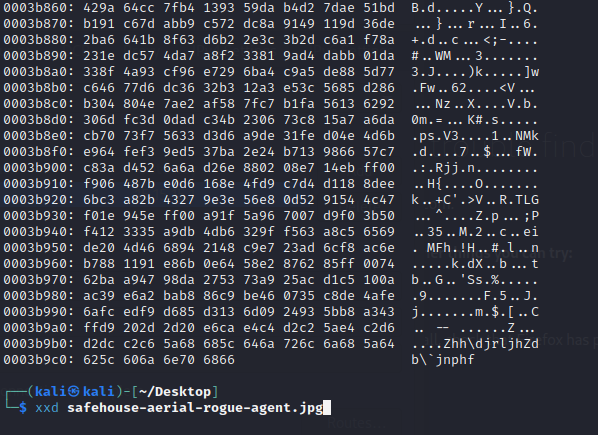 0003b860: 429a 64cc 7fb4 1393 59da b4d2 7dae 51bd  B.d.....Y...}.Q.
0003b870: b191 c67d abb9 c572 dc8a 9149 119d 36de  ...}...r...I..6.
0003b880: 2ba6 641b 8f63 d6b2 2e3c 3b2d c6a1 f78a  +.d..c...<;-....
0003b890: 231e dc57 4da7 a8f2 3381 9ad4 dabb 01da  #..WM...3.......
0003b8a0: 338f 4a93 cf96 e729 6ba4 c9a5 de88 5d77  3.J....)k.....]w
0003b8b0: c646 77d6 dc36 32b3 12a3 e53c 5685 d286  .Fw..62....<V...
0003b8c0: b304 804e 7ae2 af58 7fc7 b1fa 5613 6292  ...Nz..X....V.b.
0003b8d0: 306d fc3d 0dad c34b 2306 73c8 15a7 a6da  0m.=...K#.s.....
0003b8e0: cb70 73f7 5633 d3d6 a9de 31fe d04e 4d6b  .ps.V3....1..NMk
0003b8f0: e964 fef3 9ed5 37ba 2e24 b713 9866 57c7  .d....7..$...fW.
0003b900: c83a d452 6a6a d26e 8802 08e7 14eb ff00  .:.Rjj.n........
0003b910: f906 487b e0d6 168e 4fd9 c7d4 d118 8dee  ..H{....O.......
0003b920: 6bc3 a82b 4327 9e3e 56e8 0d52 9154 4c47  k..+C'.>V..R.TLG
0003b930: f01e 945e ff00 a91f 5a96 7007 d9f0 3b50  ...^....Z.p...;P
0003b940: f412 3335 a9db 4db6 329f f563 a8c5 6569  ..35..M.2..c..ei
0003b950: de20 4d46 6894 2148 c9e7 23ad 6cf8 ac6e  . MFh.!H..#.l..n
0003b960: b788 1191 e86b 0e64 58e2 8762 85ff 0074  .....k.dX..b...t
0003b970: 62ba a947 98da 2753 73a9 25ac d1c5 100a  b..G..'Ss.%.....
0003b980: ac39 e6a2 bab8 86c9 be46 0735 c8de 4afe  .9.......F.5..J.
0003b990: 6afc edf9 d685 d313 6d09 2493 5bb8 a343  j.......m.$.[..C
0003b9a0: ffd9 202d 2d20 e6ca e4c4 d2c2 5ae4 c2d6  .. -- ......Z...
0003b9b0: d2dc c2c6 5a68 685c 646a 726c 6a68 5a64  ....Zhh\djrljhZd
0003b9c0: 625c 606a 6e70 6866                      b\`jnphf
┌──(kali㉿kali)-[~/Desktop]
└─$ xxd safehouse-aerial-rogue-agent.jpg